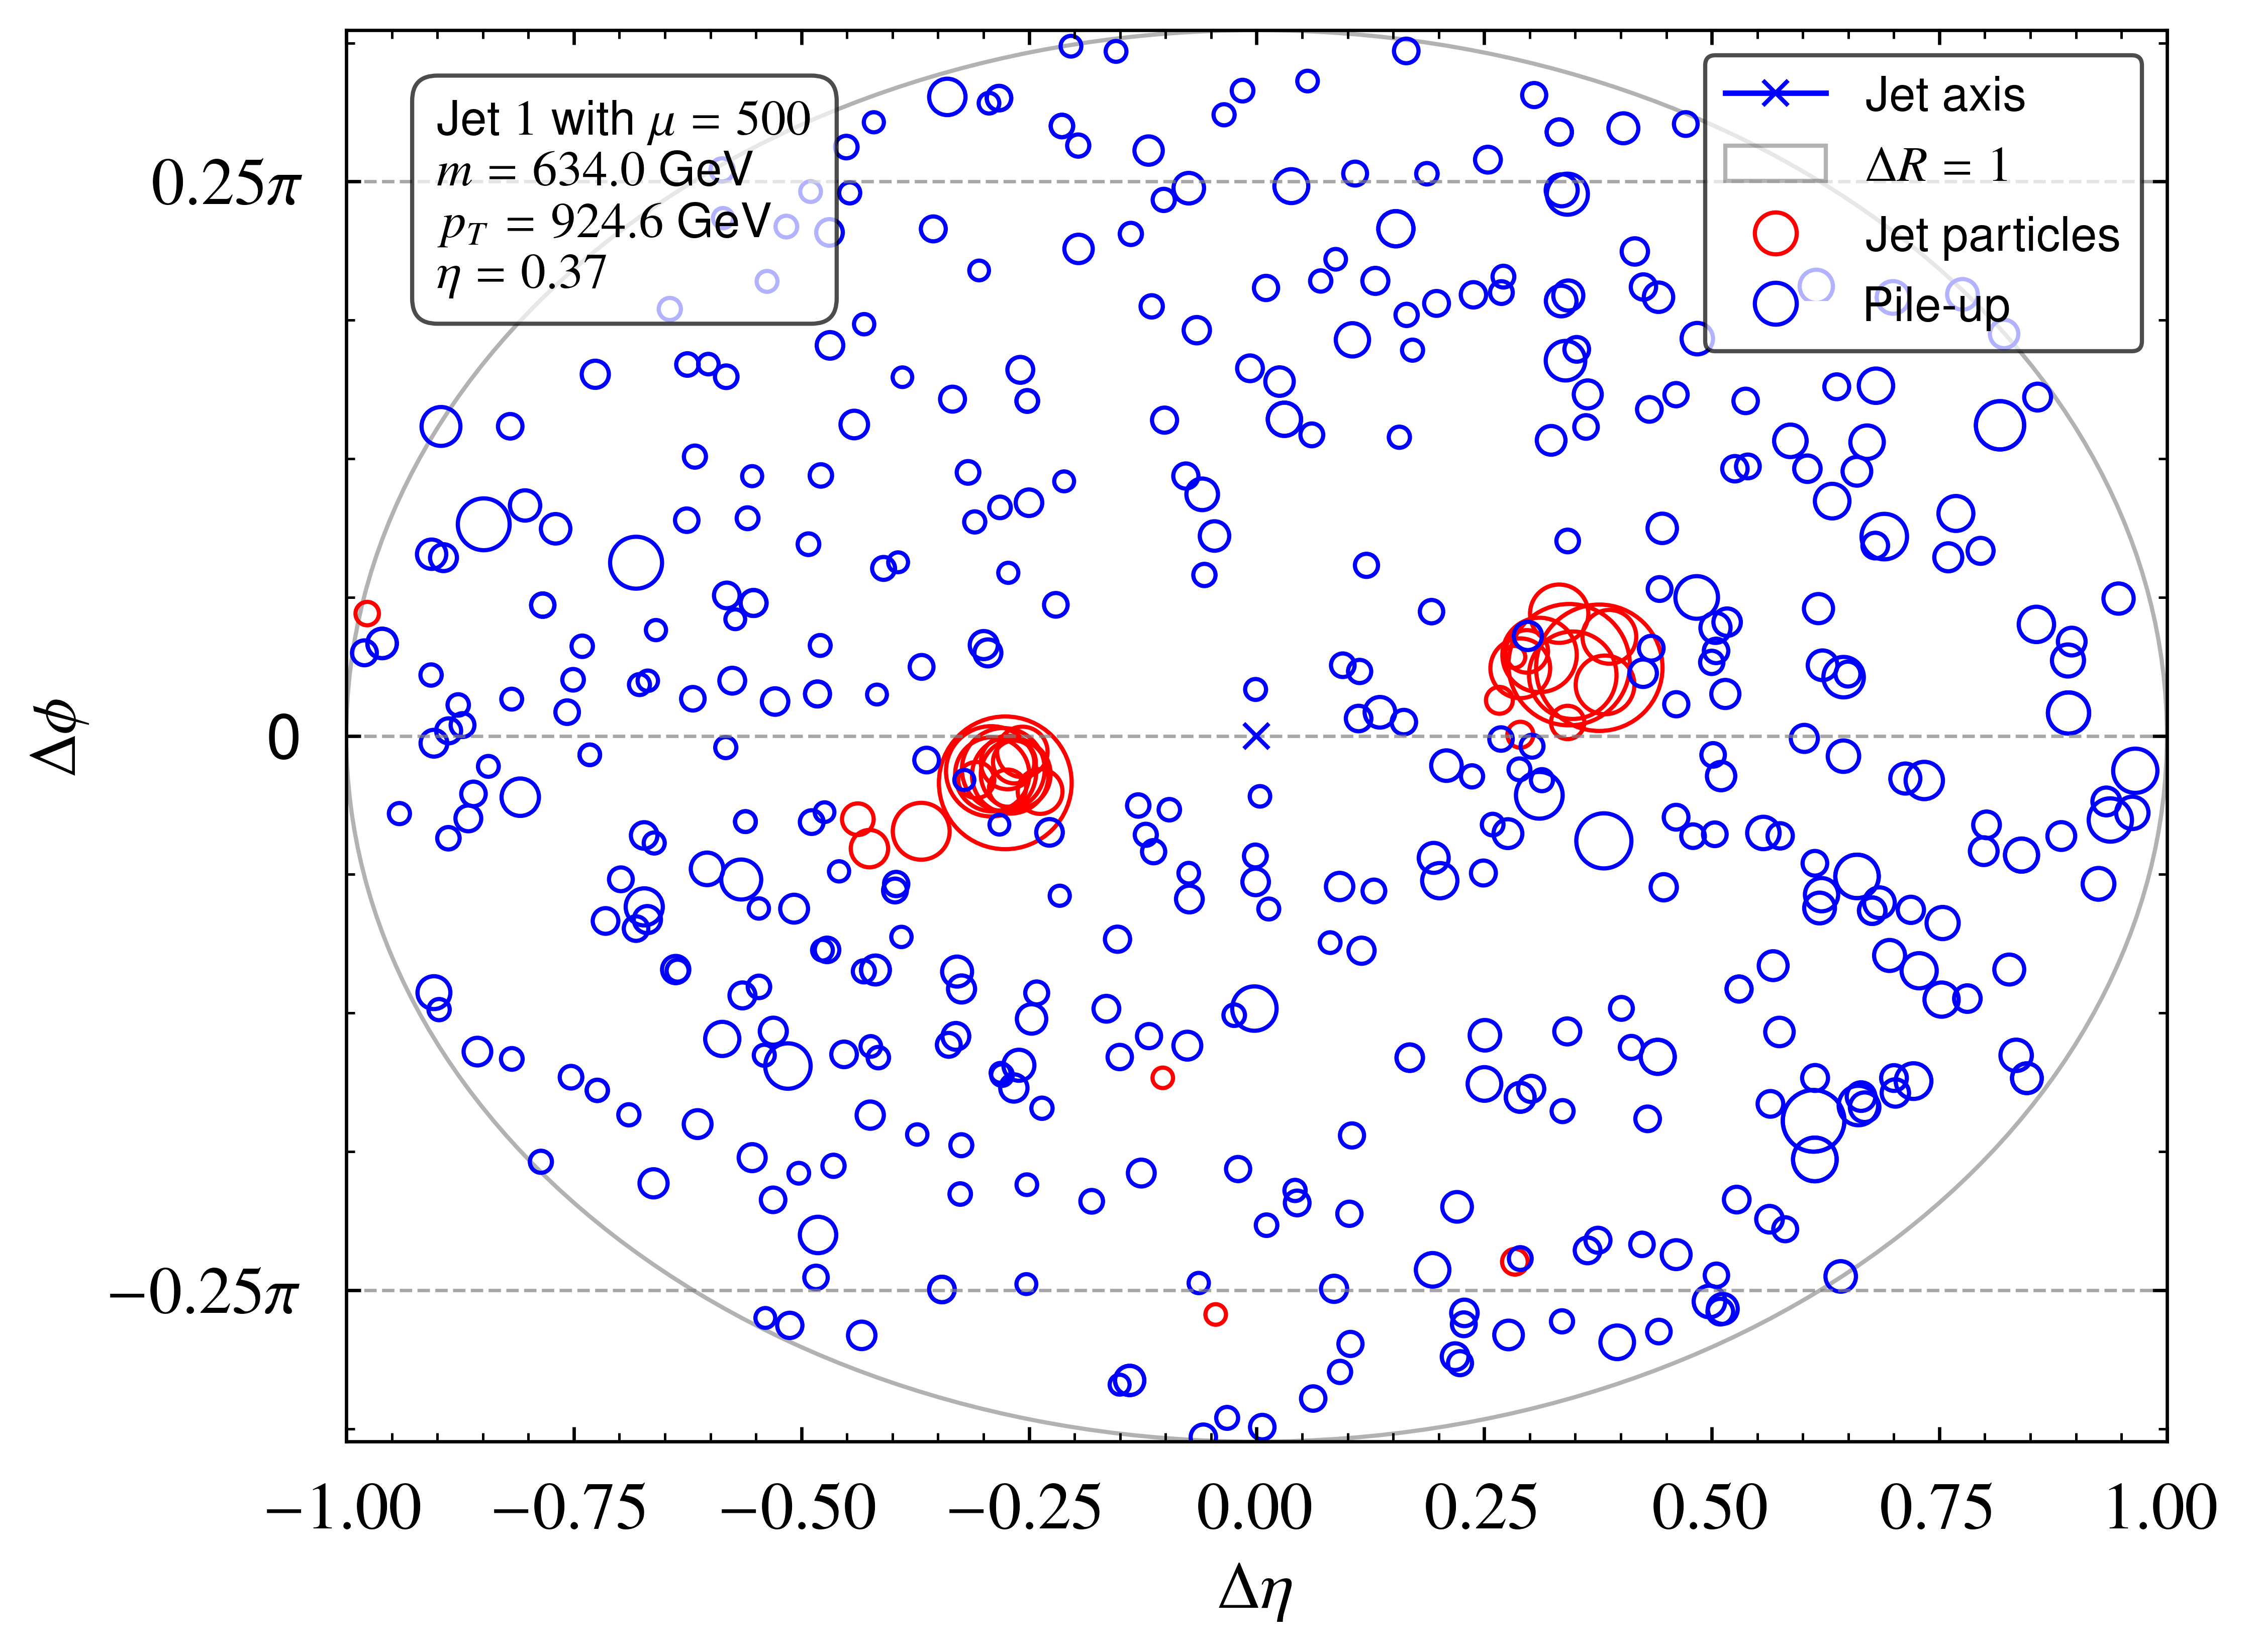 Jet 1 with μ = 500
m = 634.0 GeV
p_T = 924.6 GeV
η = 0.37
Jet axis
ΔR = 1
Jet particles
Pile-up
0.25π
0
−0.25π
Δϕ
−1.00 −0.75 −0.50 −0.25 0.00 0.25 0.50 0.75 1.00
Δη